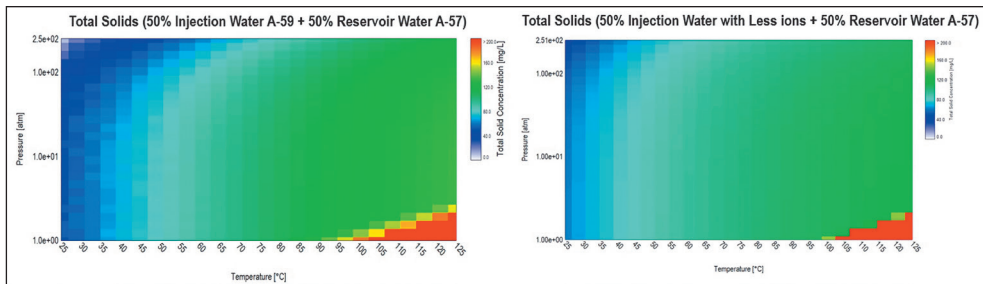 Total Solids (50% Injection Water A-59 + 50% Reservoir Water A-57)
2.5e+02
1.0e+02
1.0e+01
1.0e+00
Pressure [atm]
25 30 35 40 45 50 55 60 65 70 75 80 85 90 95 100 105 110 115 120 125
Temperature [°C]
> 200.0
160.0
120.0
80.0
40.0
0.0
Total Solid Concentration [mg/L]
Total Solids (50% Injection Water with Less ions + 50% Reservoir Water A-57)
2.51e+02
1.00e+02
1.00e+01
1.00e+00
Pressure [atm]
25 30 35 40 45 50 55 60 65 70 75 80 85 90 95 100 105 110 115 120 125
Temperature [°C]
> 200.0
160.0
120.0
80.0
40.0
0.0
Total Solid Concentration [mg/L]